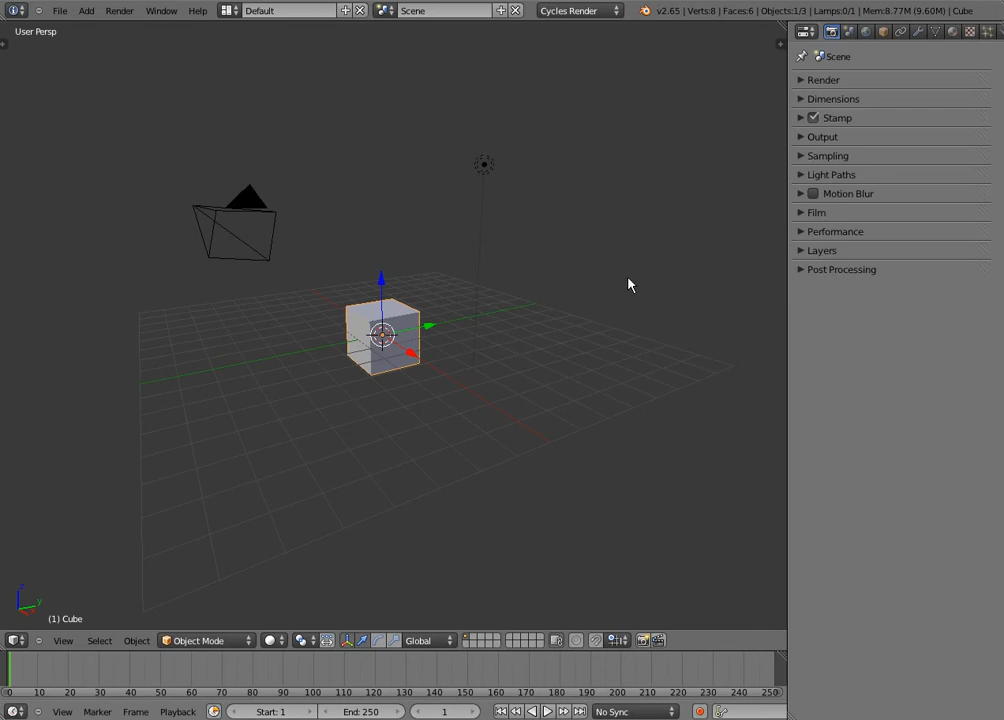 File Add Render Window Help Default Scene Cycles Render v2.65 | Verts:8 | Faces:6 | Objects:1/3 | Lamps:0/1 | Mem:8.77M (9.60M) | Cube
User Persp
Scene
Render
Dimensions
Stamp
Output
Sampling
Light Paths
Motion Blur
Film
Performance
Layers
Post Processing
z
y
(1) Cube
View Select Object Object Mode Global
0 10 20 30 40 50 60 70 80 90 100 110 120 130 140 150 160 170 180 190 200 210 220 230 240 250
View Marker Frame Playback Start: 1 End: 250 1 No Sync